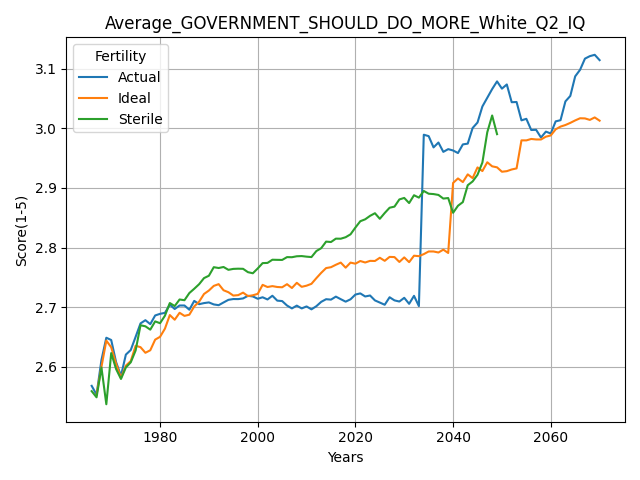 Average_GOVERNMENT_SHOULD_DO_MORE_White_Q2_IQ
Fertility
Actual
Ideal
Sterile
Score(1-5)
3.1
3.0
2.9
2.8
2.7
2.6
1980 2000 2020 2040 2060
Years